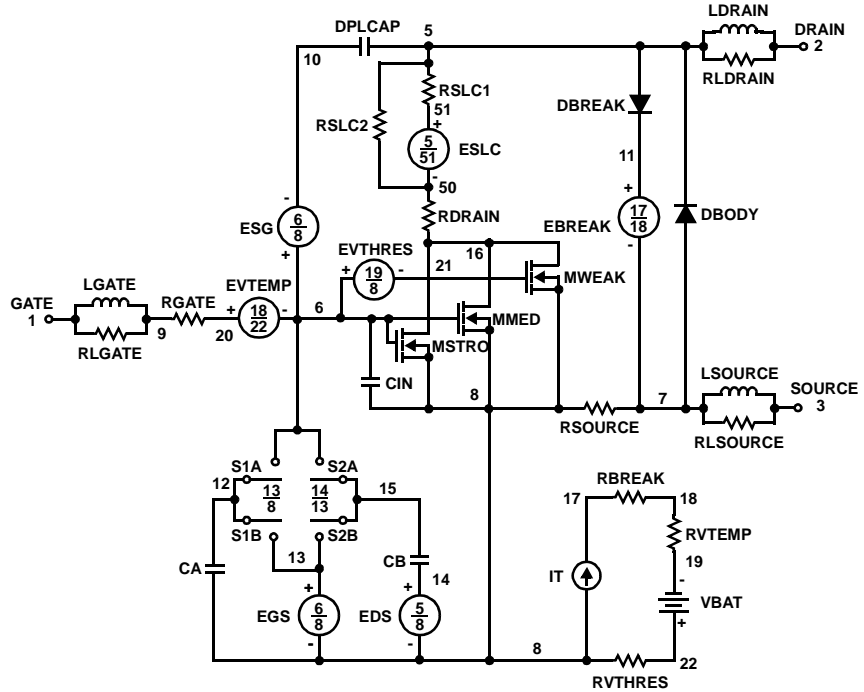 LDRAIN
DPLCAP 5 DRAIN
10 2
RLDRAIN
RSLC1
51
DBREAK
RSLC2
+
5
51
ESLC
-
50
11
- +
6
8
ESG
RDRAIN
17
18
EBREAK
DBODY
+
EVTHRES
16
-
+ 19
8 - 21
MWEAK
LGATE EVTEMP
GATE RGATE + 18
22 - 6
MMED
1
9 20
MSTRO
RLGATE
CIN
LSOURCE
8 7 SOURCE
3
RSOURCE
RLSOURCE
S1A S2A
12 13
8 14
13 15
S1B S2B
RBREAK
17 18
13
RVTEMP
CA CB
14
19
IT
-
+ +
VBAT
EGS 6
8 EDS 5
8
+
- -
8 22
RVTHRES